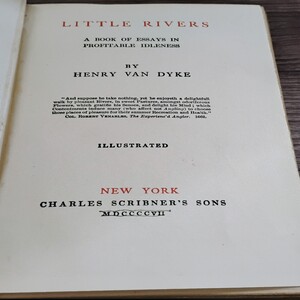 LITTLE RIVERS
A BOOK OF ESSAYS IN
PROFITABLE IDLENESS
BY
HENRY VAN DYKE
"And suppose he take nothing, yet he enjoyeth a delightfull
walk by pleasant Rivers, in sweet Pastures, amongst odoriferous
Flowers, which gratifie his Senses, and delight his Mind; which
Contentments induce many (who affect not Angling) to choose
those places of pleasure for their summer Recreation and Health."
COL. ROBERT VENABLES, The Experienc'd Angler. 1662.
ILLUSTRATED
NEW YORK
CHARLES SCRIBNER'S SONS
MDCCCCVII